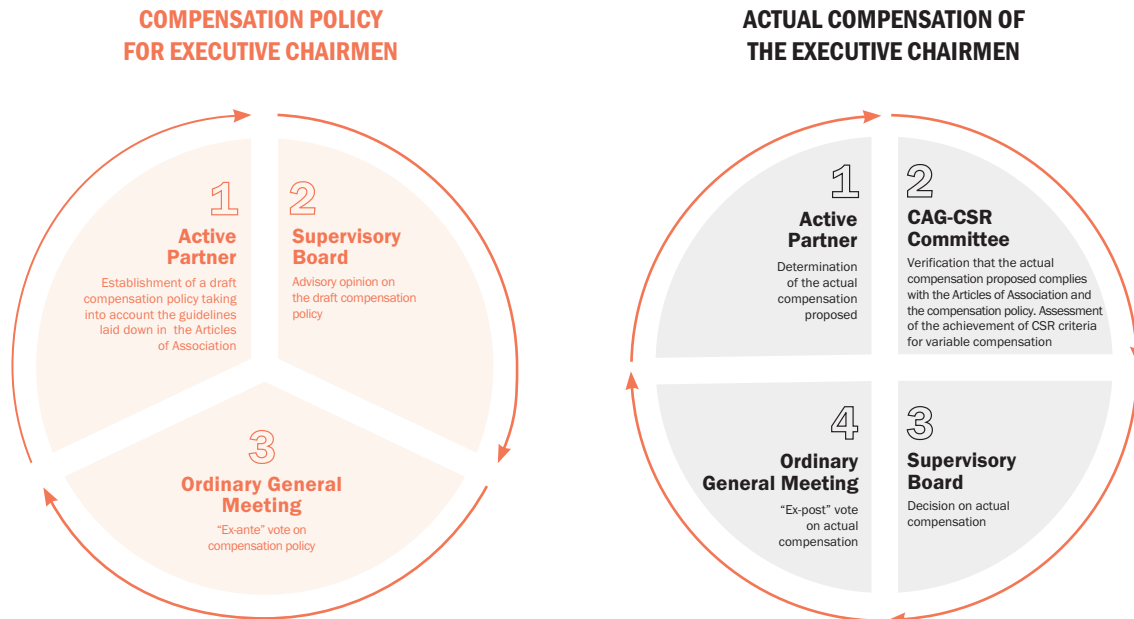 COMPENSATION POLICY
FOR EXECUTIVE CHAIRMEN
1
Active
Partner
Establishment of a draft
compensation policy taking
into account the guidelines
laid down in the Articles
of Association
2
Supervisory
Board
Advisory opinion on
the draft compensation
policy
3
Ordinary General
Meeting
“Ex-ante” vote on
compensation policy
ACTUAL COMPENSATION OF
THE EXECUTIVE CHAIRMEN
1
Active
Partner
Determination
of the actual
compensation
proposed
2
CAG-CSR
Committee
Verification that the actual
compensation proposed complies
with the Articles of Association and
the compensation policy. Assessment
of the achievement of CSR criteria
for variable compensation
3
Supervisory
Board
Decision on actual
compensation
4
Ordinary
General Meeting
“Ex-post” vote
on actual
compensation